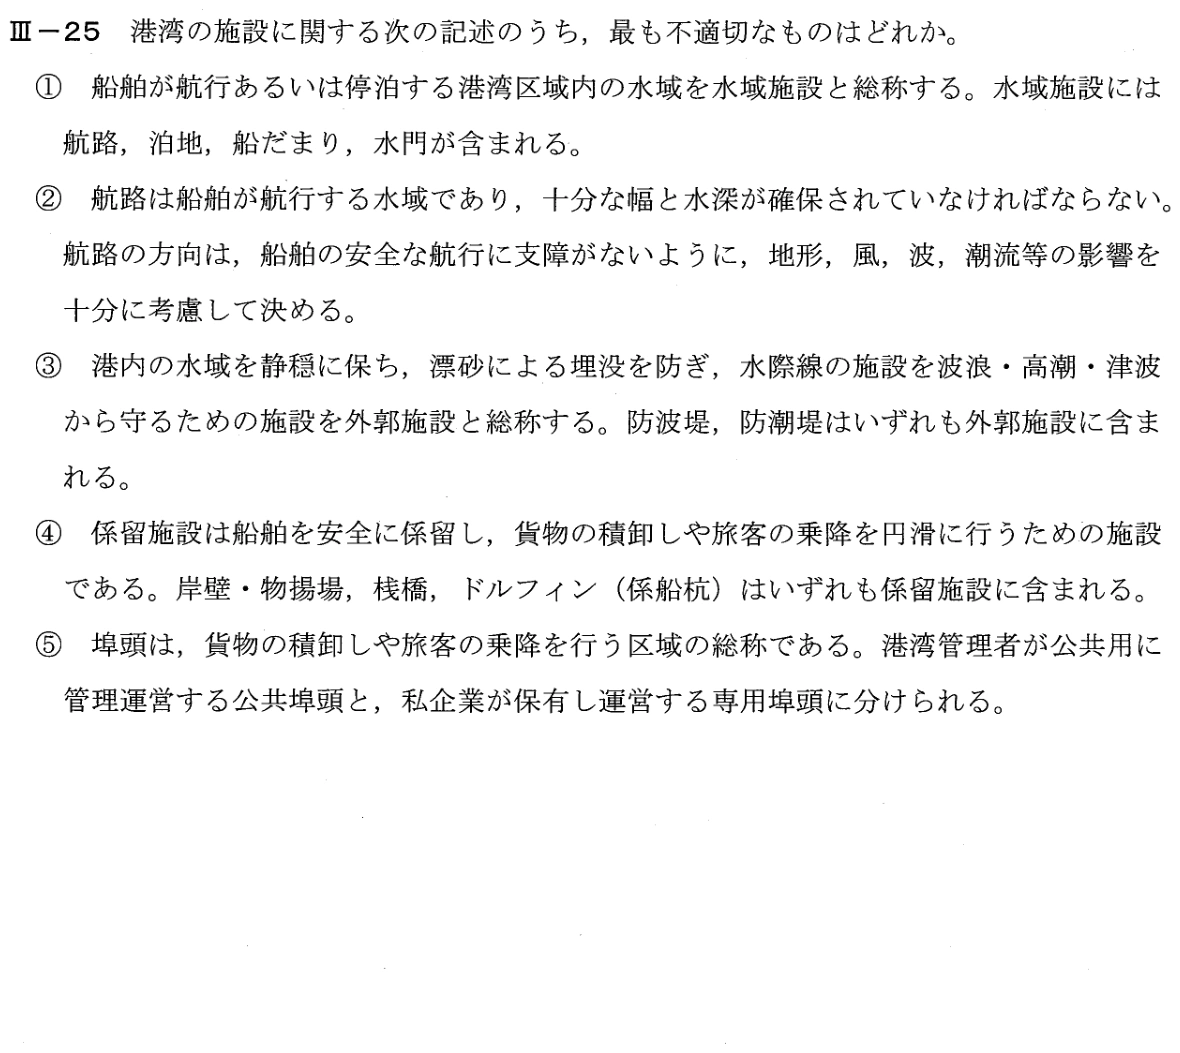 Ⅲ－25　港湾の施設に関する次の記述のうち，最も不適切なものはどれか。
①　船舶が航行あるいは停泊する港湾区域内の水域を水域施設と総称する。水域施設には
航路，泊地，船だまり，水門が含まれる。
②　航路は船舶が航行する水域であり，十分な幅と水深が確保されていなければならない。
航路の方向は，船舶の安全な航行に支障がないように，地形，風，波，潮流等の影響を
十分に考慮して決める。
③　港内の水域を静穏に保ち，漂砂による埋没を防ぎ，水際線の施設を波浪・高潮・津波
から守るための施設を外郭施設と総称する。防波堤，防潮堤はいずれも外郭施設に含ま
れる。
④　係留施設は船舶を安全に係留し，貨物の積卸しや旅客の乗降を円滑に行うための施設
である。岸壁・物揚場，桟橋，ドルフィン（係船杭）はいずれも係留施設に含まれる。
⑤　埠頭は，貨物の積卸しや旅客の乗降を行う区域の総称である。港湾管理者が公共用に
管理運営する公共埠頭と，私企業が保有し運営する専用埠頭に分けられる。